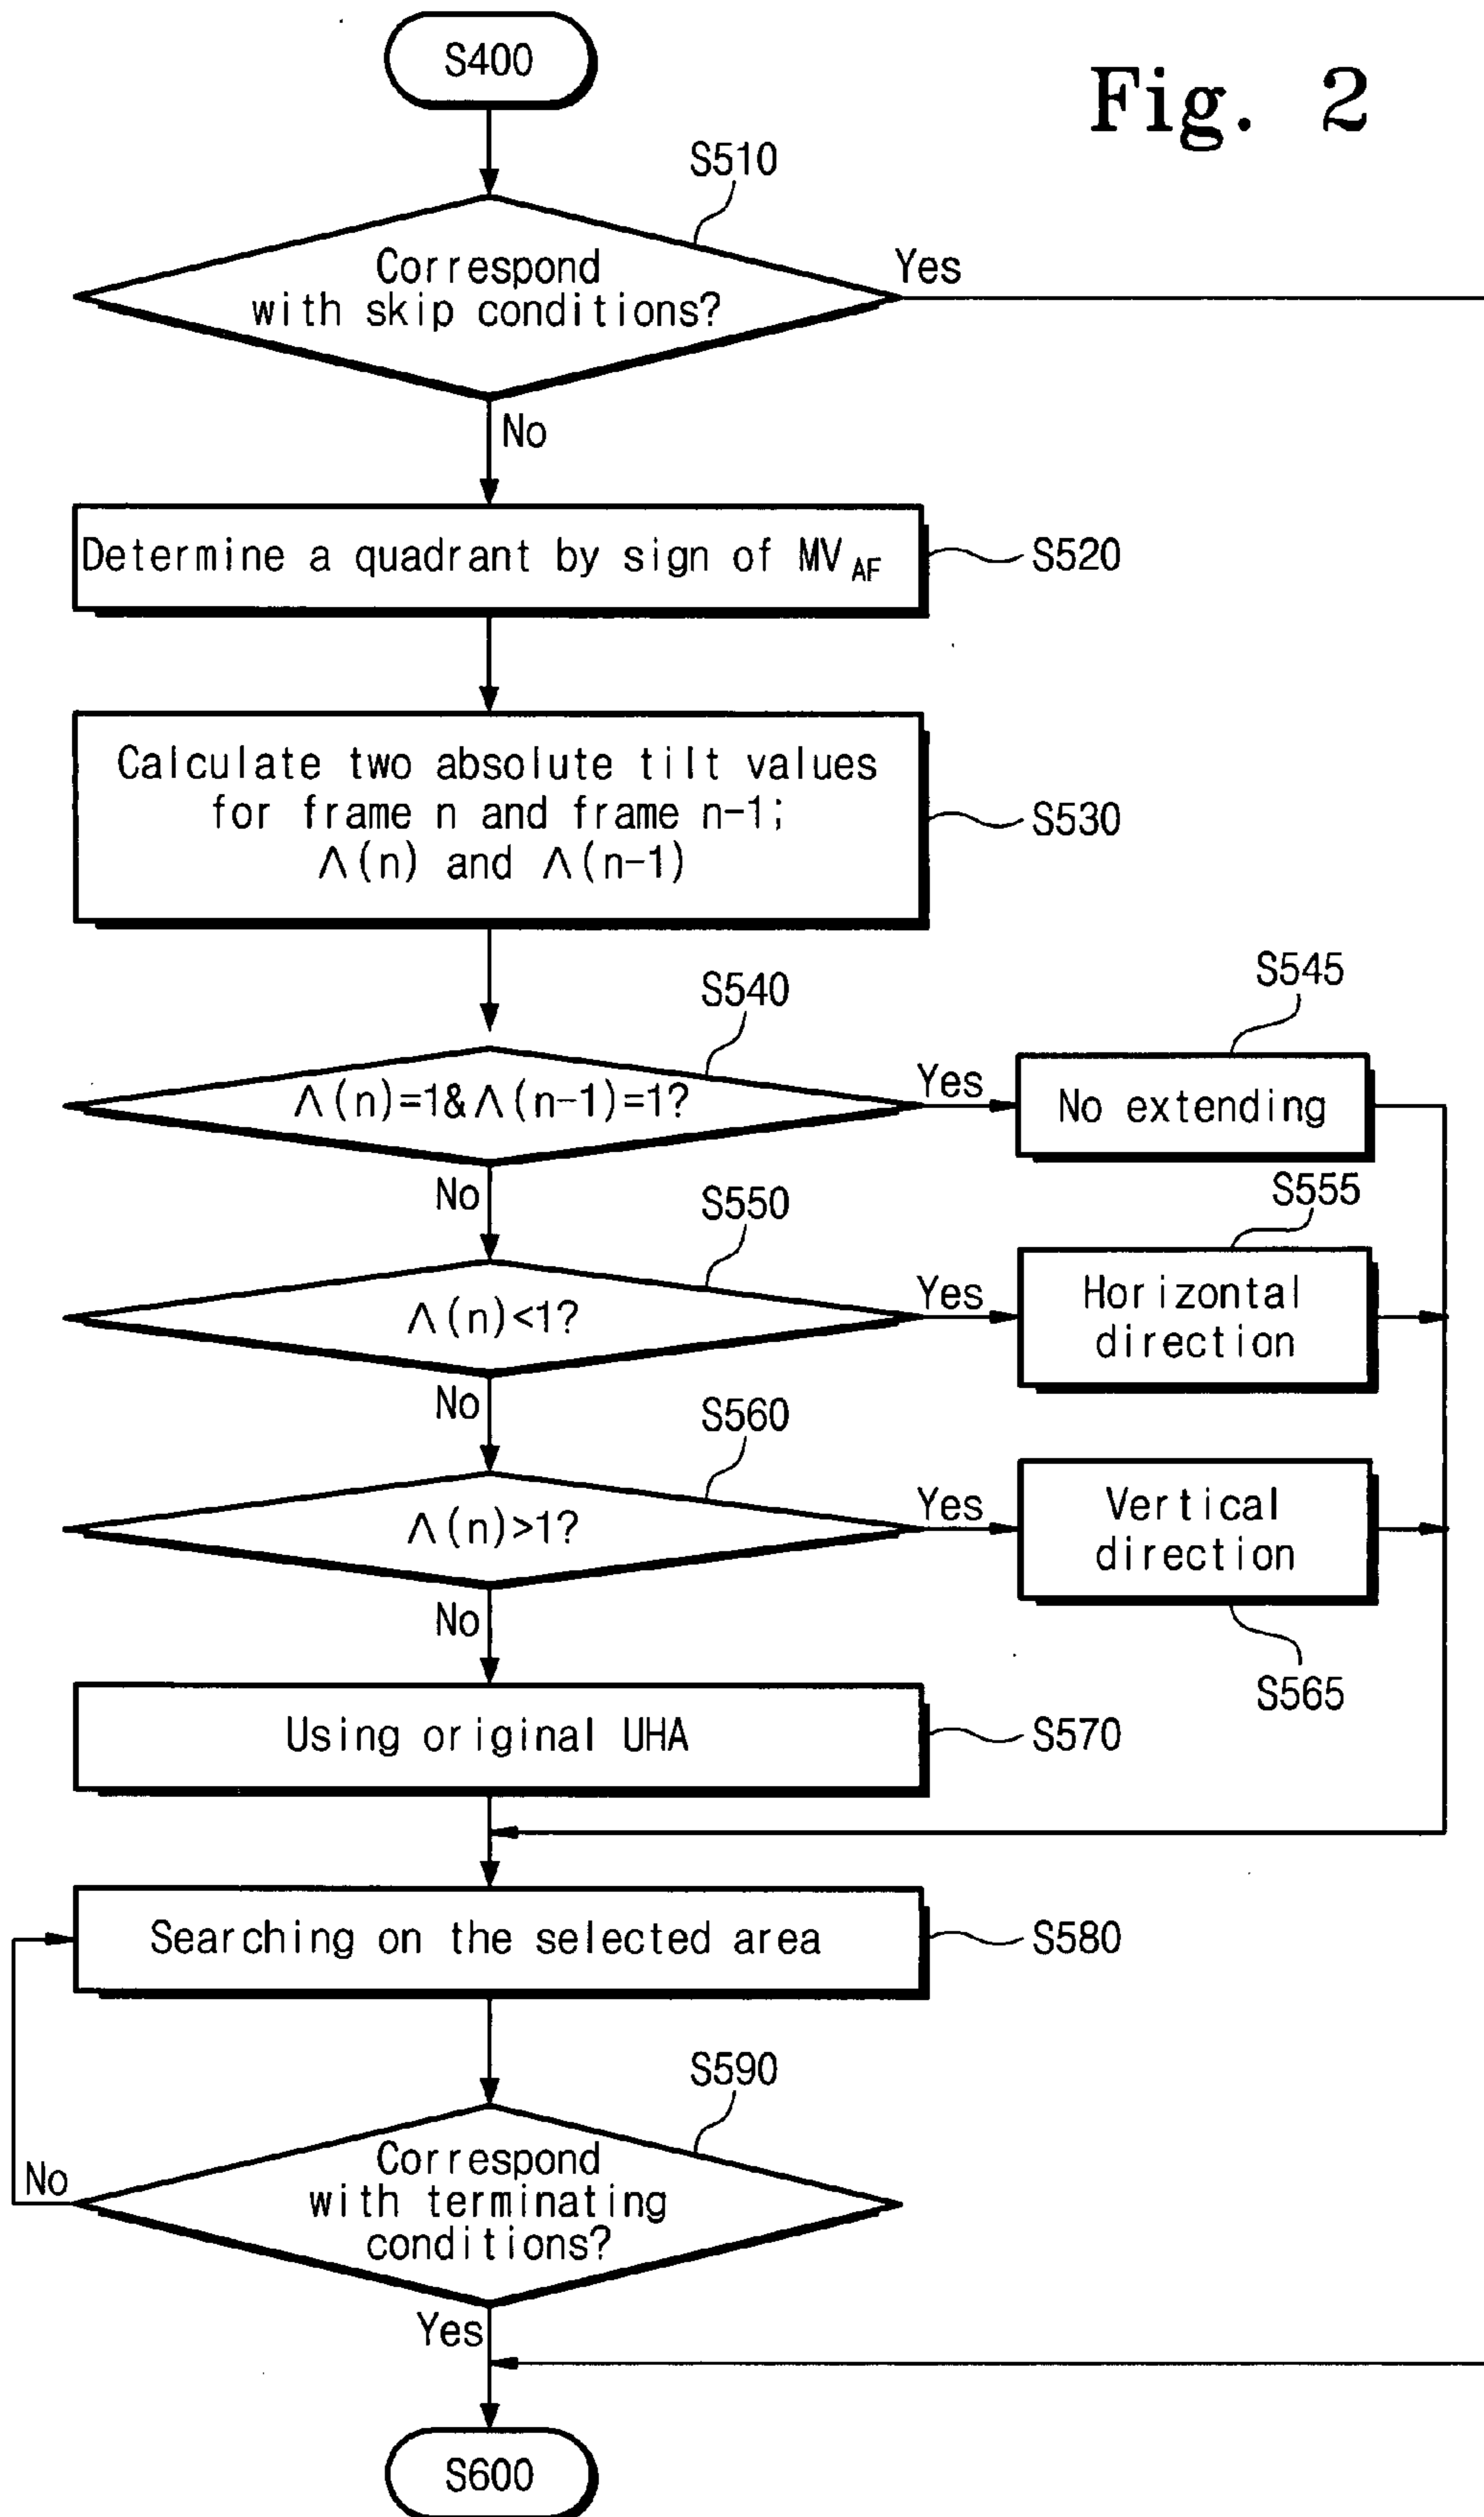 Fig. 2
S400
S510
Correspond
with skip conditions?
Yes
No
Determine a quadrant by sign of MV_AF
S520
Calculate two absolute tilt values
for frame n and frame n-1;
Λ(n) and Λ(n-1)
S530
S540
Λ(n)=1&Λ(n-1)=1?
Yes
S545
No extending
No
S550
Λ(n)<1?
Yes
S555
Horizontal
direction
No
S560
Λ(n)>1?
Yes
Vertical
direction
S565
No
Using original UHA
S570
Searching on the selected area
S580
S590
Correspond
with terminating
conditions?
No
Yes
S600